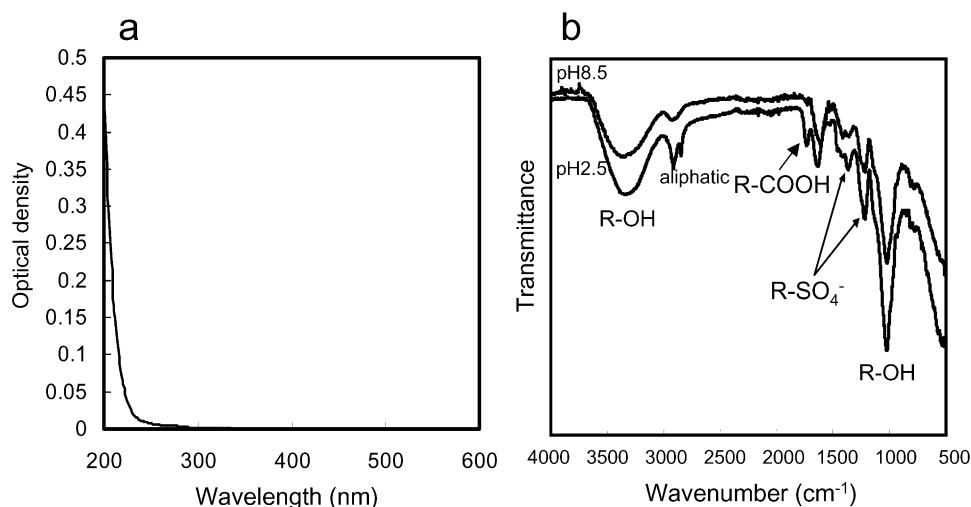 a
0.5
0.45
0.4
0.35
0.3
0.25
0.2
0.15
0.1
0.05
0
Optical density
200
300
400
500
600
Wavelength (nm)
b
pH8.5
pH2.5
aliphatic
R-COOH
R-OH
R-SO₄⁻
R-OH
Transmittance
4000 3500 3000 2500 2000 1500 1000 500
Wavenumber (cm⁻¹)